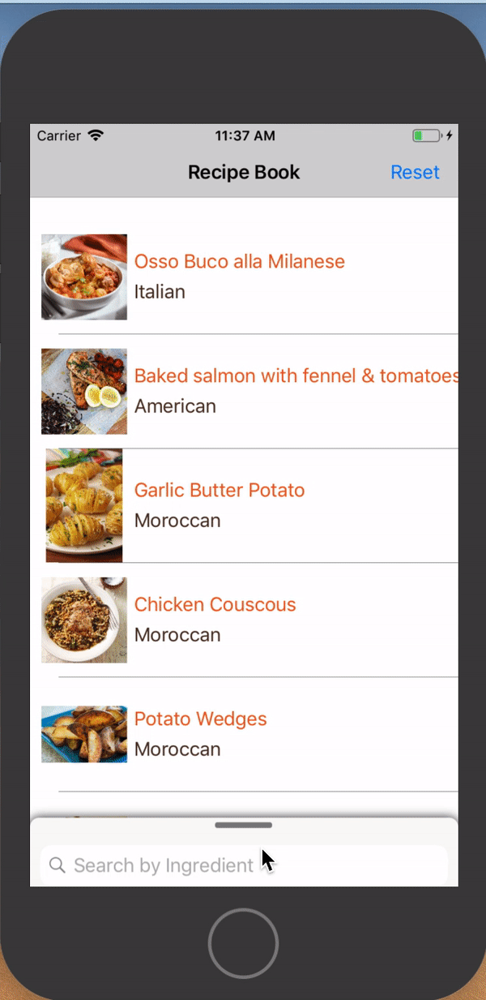 Carrier 11:37 AM
Recipe Book Reset
Osso Buco alla Milanese
Italian
Baked salmon with fennel & tomatoes
American
Garlic Butter Potato
Moroccan
Chicken Couscous
Moroccan
Potato Wedges
Moroccan
Search by Ingredient